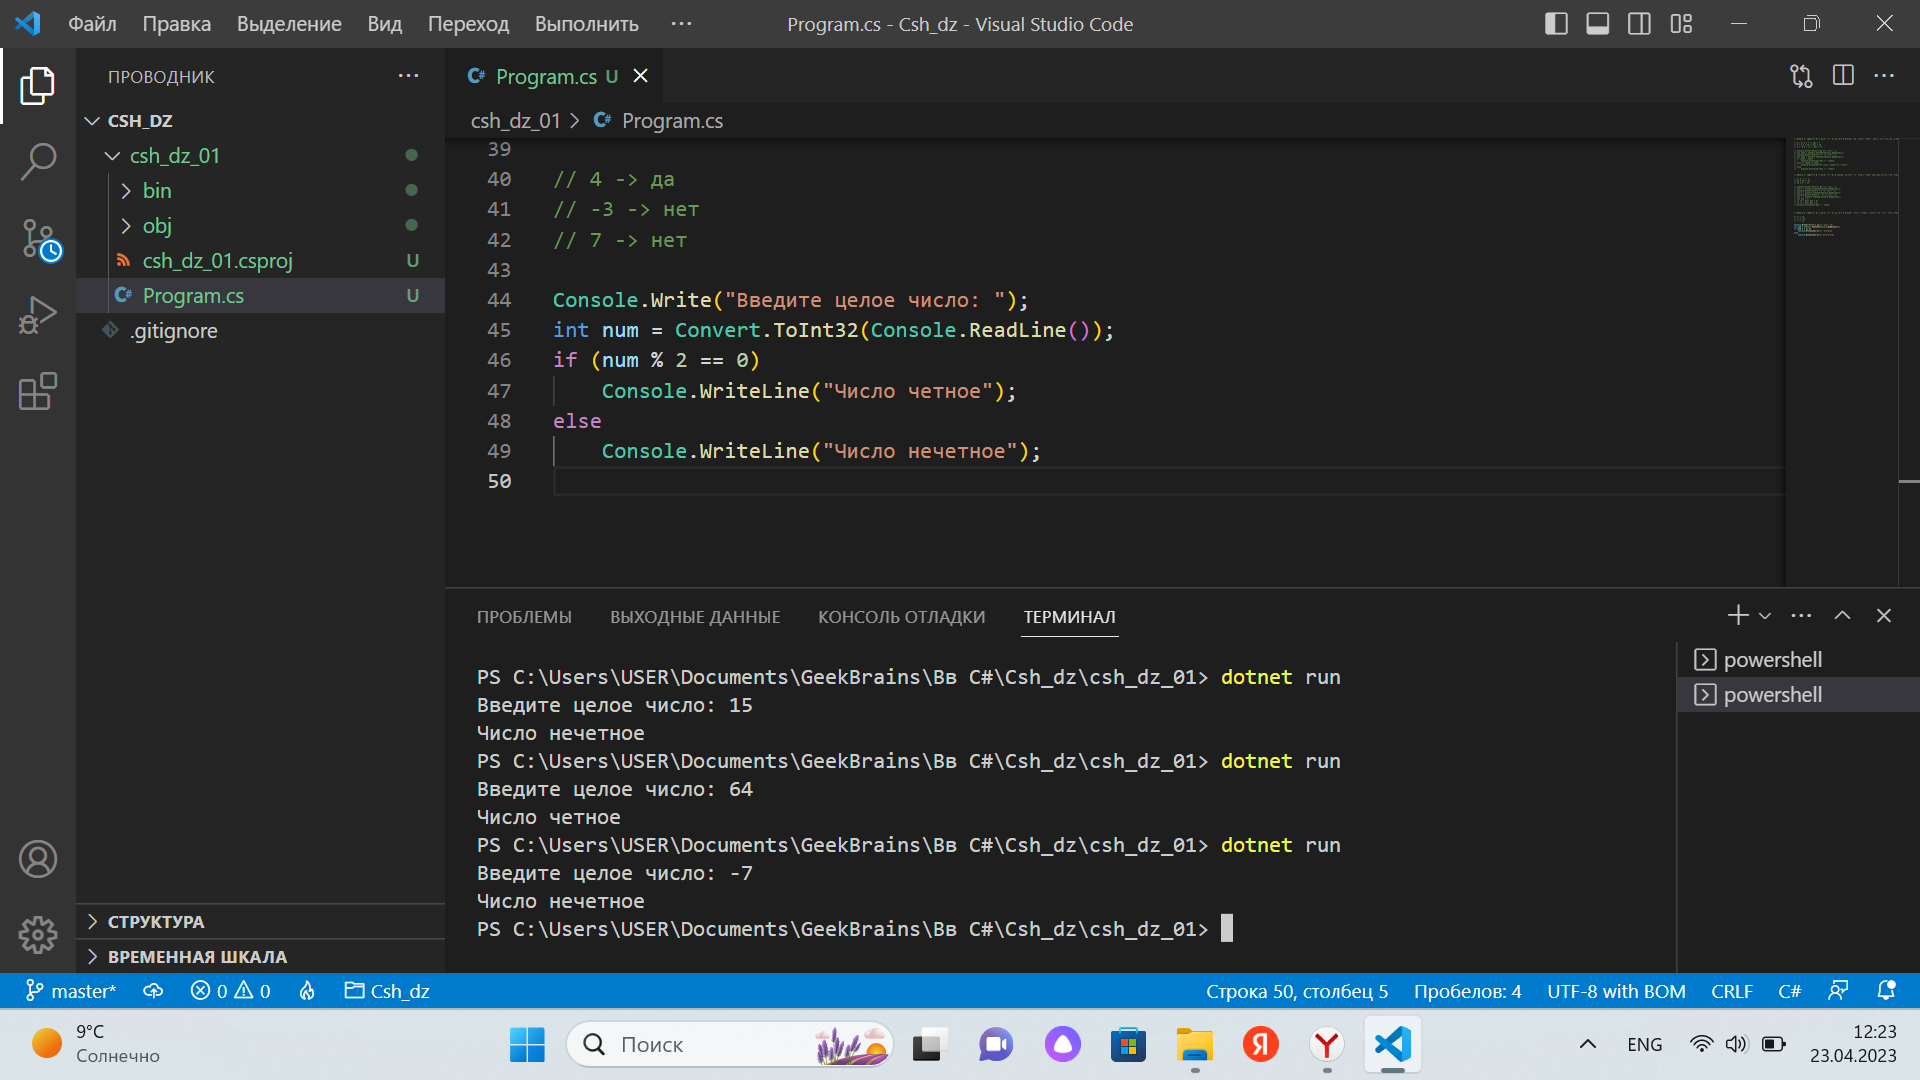 Файл Правка Выделение Вид Переход Выполнить ··· Program.cs - Csh_dz - Visual Studio Code
ПРОВОДНИК ···
CSH_DZ
csh_dz_01
bin
obj
csh_dz_01.csproj U
Program.cs U
.gitignore
СТРУКТУРА
ВРЕМЕННАЯ ШКАЛА
Program.cs U
csh_dz_01 > Program.cs
39
40 // 4 -> да
41 // -3 -> нет
42 // 7 -> нет
43
44 Console.Write("Введите целое число: ");
45 int num = Convert.ToInt32(Console.ReadLine());
46 if (num % 2 == 0)
47 Console.WriteLine("Число четное");
48 else
49 Console.WriteLine("Число нечетное");
50
ПРОБЛЕМЫ ВЫХОДНЫЕ ДАННЫЕ КОНСОЛЬ ОТЛАДКИ ТЕРМИНАЛ
PS C:\Users\USER\Documents\GeekBrains\Вв C#\Csh_dz\csh_dz_01> dotnet run
Введите целое число: 15
Число нечетное
PS C:\Users\USER\Documents\GeekBrains\Вв C#\Csh_dz\csh_dz_01> dotnet run
Введите целое число: 64
Число четное
PS C:\Users\USER\Documents\GeekBrains\Вв C#\Csh_dz\csh_dz_01> dotnet run
Введите целое число: -7
Число нечетное
PS C:\Users\USER\Documents\GeekBrains\Вв C#\Csh_dz\csh_dz_01>
powershell
powershell
master* 0 0 Csh_dz Строка 50, столбец 5 Пробелов: 4 UTF-8 with BOM CRLF C#
9°C
Солнечно
Поиск
ENG
12:23
23.04.2023